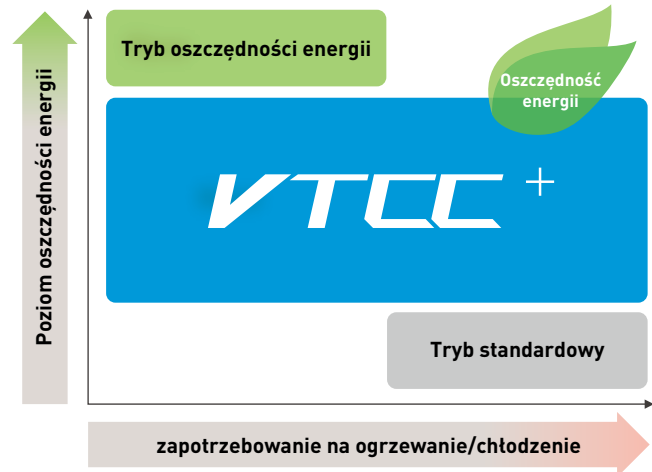 Tryb oszczędności energii
Oszczędność
energii
Poziom oszczędności energii
VTCC+
Tryb standardowy
zapotrzebowanie na ogrzewanie/chłodzenie